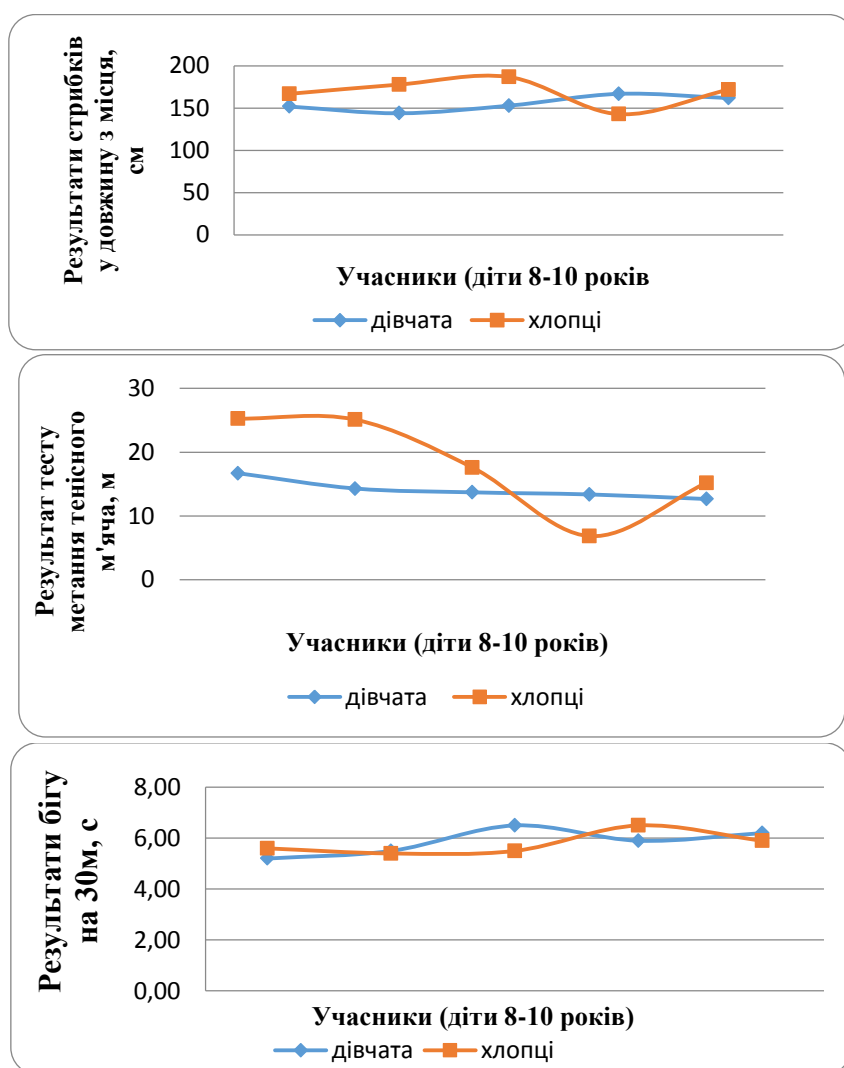 Результати стрибків
у довжину з місця,
см
200
150
100
50
0
Учасники (діти 8-10 років
дівчата хлопці
Результат тесту
метання тенісного
м'яча, м
30
20
10
0
Учасники (діти 8-10 років)
дівчата хлопці
Результати бігу
на 30м, с
8,00
6,00
4,00
2,00
0,00
Учасники (діти 8-10 років)
дівчата хлопці